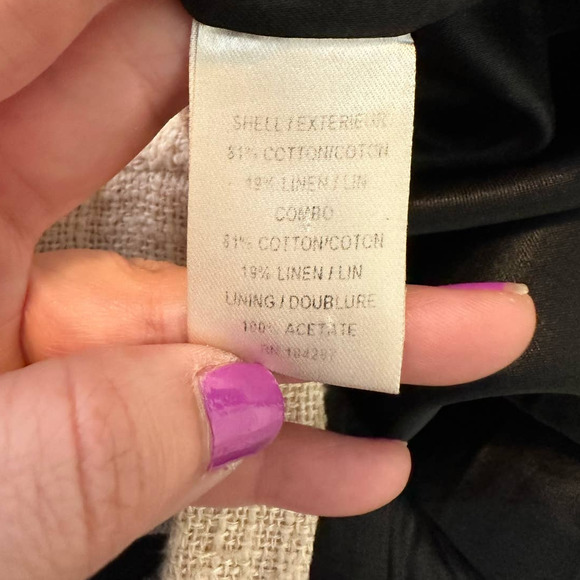 SHELL/EXTERIEUR
81% COTTON/COTON
19% LINEN/LIN
COMBO
81% COTTON/COTON
19% LINEN/LIN
LINING/DOUBLURE
100% ACETATE
RN